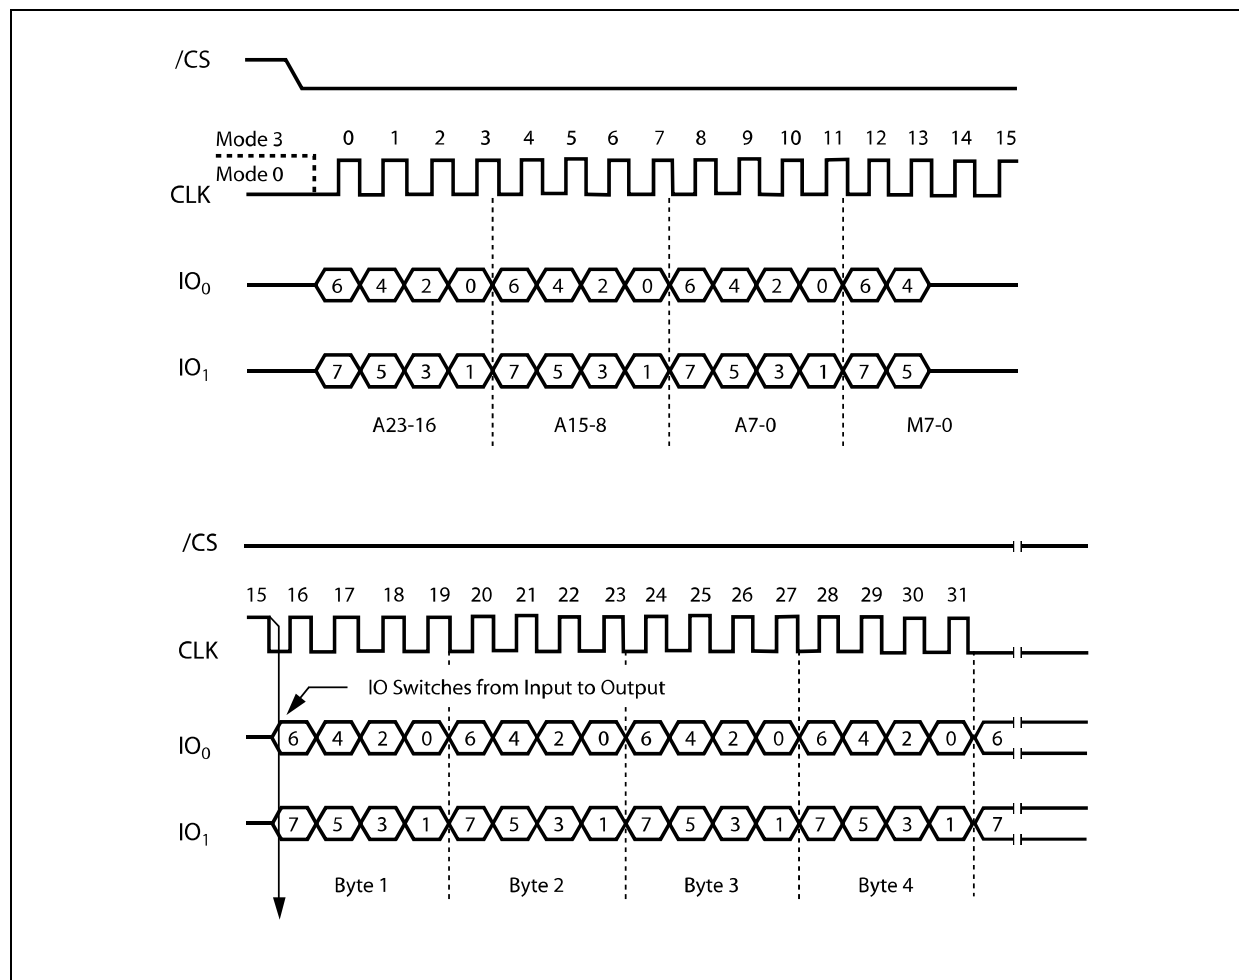 /CS
Mode 3
0 1 2 3 4 5 6 7 8 9 10 11 12 13 14 15
Mode 0
CLK
IO0 6 4 2 0 6 4 2 0 6 4 2 0 6 4
IO1 7 5 3 1 7 5 3 1 7 5 3 1 7 5
A23-16 A15-8 A7-0 M7-0
/CS
15 16 17 18 19 20 21 22 23 24 25 26 27 28 29 30 31
CLK
IO Switches from Input to Output
IO0 6 4 2 0 6 4 2 0 6 4 2 0 6 4 2 0 6
IO1 7 5 3 1 7 5 3 1 7 5 3 1 7 5 3 1 7
Byte 1 Byte 2 Byte 3 Byte 4